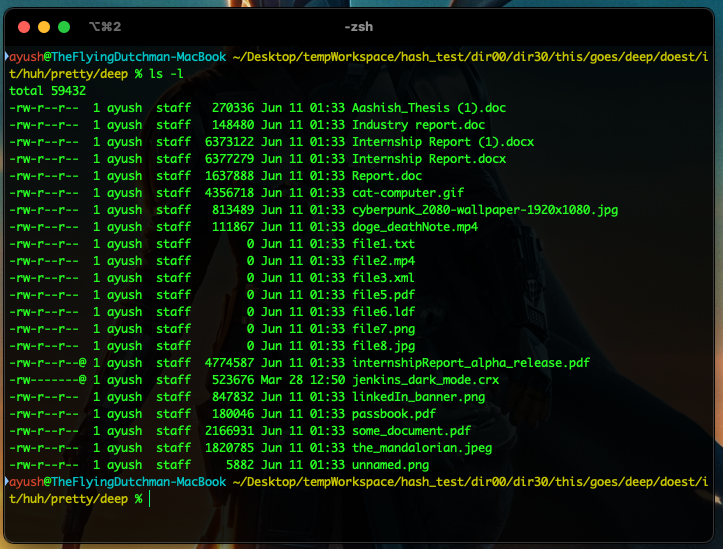 ⌥⌘2
-zsh
ayush@TheFlyingDutchman-MacBook ~/Desktop/tempWorkspace/hash_test/dir00/dir30/this/goes/deep/doest/i
t/huh/pretty/deep % ls -l
total 59432
-rw-r--r--  1 ayush  staff   270336 Jun 11 01:33 Aashish_Thesis (1).doc
-rw-r--r--  1 ayush  staff   148480 Jun 11 01:33 Industry report.doc
-rw-r--r--  1 ayush  staff  6373122 Jun 11 01:33 Internship Report (1).docx
-rw-r--r--  1 ayush  staff  6377279 Jun 11 01:33 Internship Report.docx
-rw-r--r--  1 ayush  staff  1637888 Jun 11 01:33 Report.doc
-rw-r--r--  1 ayush  staff  4356718 Jun 11 01:33 cat-computer.gif
-rw-r--r--  1 ayush  staff   813489 Jun 11 01:33 cyberpunk_2080-wallpaper-1920x1080.jpg
-rw-r--r--  1 ayush  staff   111867 Jun 11 01:33 doge_deathNote.mp4
-rw-r--r--  1 ayush  staff        0 Jun 11 01:33 file1.txt
-rw-r--r--  1 ayush  staff        0 Jun 11 01:33 file2.mp4
-rw-r--r--  1 ayush  staff        0 Jun 11 01:33 file3.xml
-rw-r--r--  1 ayush  staff        0 Jun 11 01:33 file5.pdf
-rw-r--r--  1 ayush  staff        0 Jun 11 01:33 file6.ldf
-rw-r--r--  1 ayush  staff        0 Jun 11 01:33 file7.png
-rw-r--r--  1 ayush  staff        0 Jun 11 01:33 file8.jpg
-rw-r--r--@ 1 ayush  staff  4774587 Jun 11 01:33 internshipReport_alpha_release.pdf
-rw-------@ 1 ayush  staff   523676 Mar 28 12:50 jenkins_dark_mode.crx
-rw-r--r--  1 ayush  staff   847832 Jun 11 01:33 linkedIn_banner.png
-rw-r--r--  1 ayush  staff   180046 Jun 11 01:33 passbook.pdf
-rw-r--r--  1 ayush  staff  2166931 Jun 11 01:33 some_document.pdf
-rw-r--r--  1 ayush  staff  1820785 Jun 11 01:33 the_mandalorian.jpeg
-rw-r--r--  1 ayush  staff     5882 Jun 11 01:33 unnamed.png
ayush@TheFlyingDutchman-MacBook ~/Desktop/tempWorkspace/hash_test/dir00/dir30/this/goes/deep/doest/i
t/huh/pretty/deep %